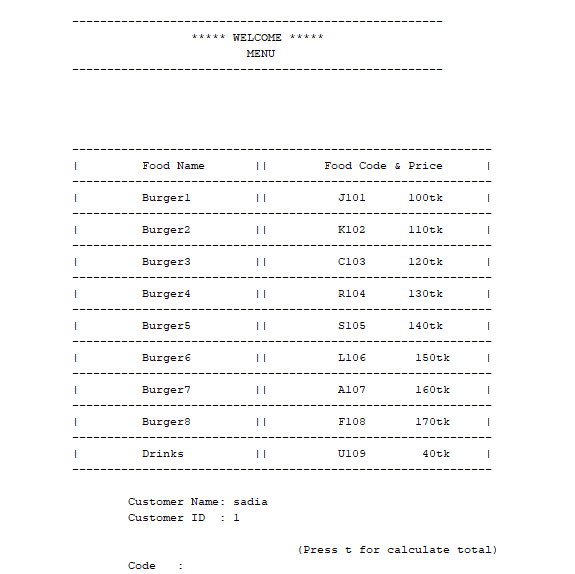 -----------------------------------------------------
***** WELCOME *****
MENU
-----------------------------------------------------
------------------------------------------------------------
| Food Name || Food Code & Price |
------------------------------------------------------------
| Burger1 || J101 100tk |
------------------------------------------------------------
| Burger2 || K102 110tk |
------------------------------------------------------------
| Burger3 || C103 120tk |
------------------------------------------------------------
| Burger4 || R104 130tk |
------------------------------------------------------------
| Burger5 || S105 140tk |
------------------------------------------------------------
| Burger6 || L106 150tk |
------------------------------------------------------------
| Burger7 || A107 160tk |
------------------------------------------------------------
| Burger8 || F108 170tk |
------------------------------------------------------------
| Drinks || U109 40tk |
------------------------------------------------------------
Customer Name: sadia
Customer ID : 1
(Press t for calculate total)
Code :